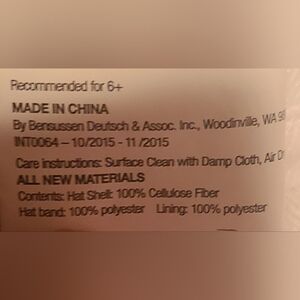 Recommended for 6+
MADE IN CHINA
By Bensussen Deutsch & Assoc. Inc., Woodinville, WA
INT0064 – 10/2015 - 11/2015
Care instructions: Surface Clean with Damp Cloth, Air
ALL NEW MATERIALS
Contents: Hat Shell: 100% Cellulose Fiber
Hat band: 100% polyester Lining: 100% polyester